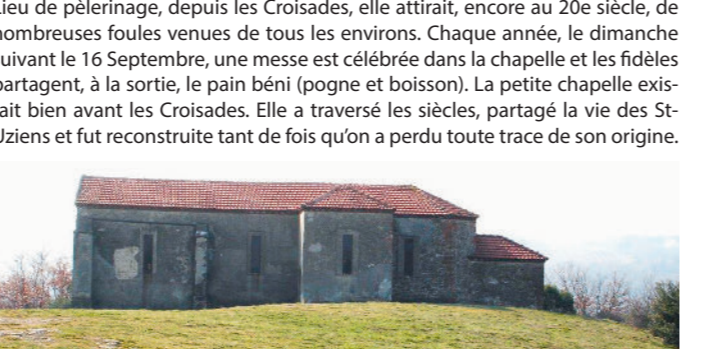 Lieu de pèlerinage, depuis les Croisades, elle attirait, encore au 20e siècle, de
nombreuses foules venues de tous les environs. Chaque année, le dimanche
suivant le 16 Septembre, une messe est célébrée dans la chapelle et les fidèles
partagent, à la sortie, le pain béni (pogne et boisson). La petite chapelle exis-
tait bien avant les Croisades. Elle a traversé les siècles, partagé la vie des St-
Uziens et fut reconstruite tant de fois qu'on a perdu toute trace de son origine.